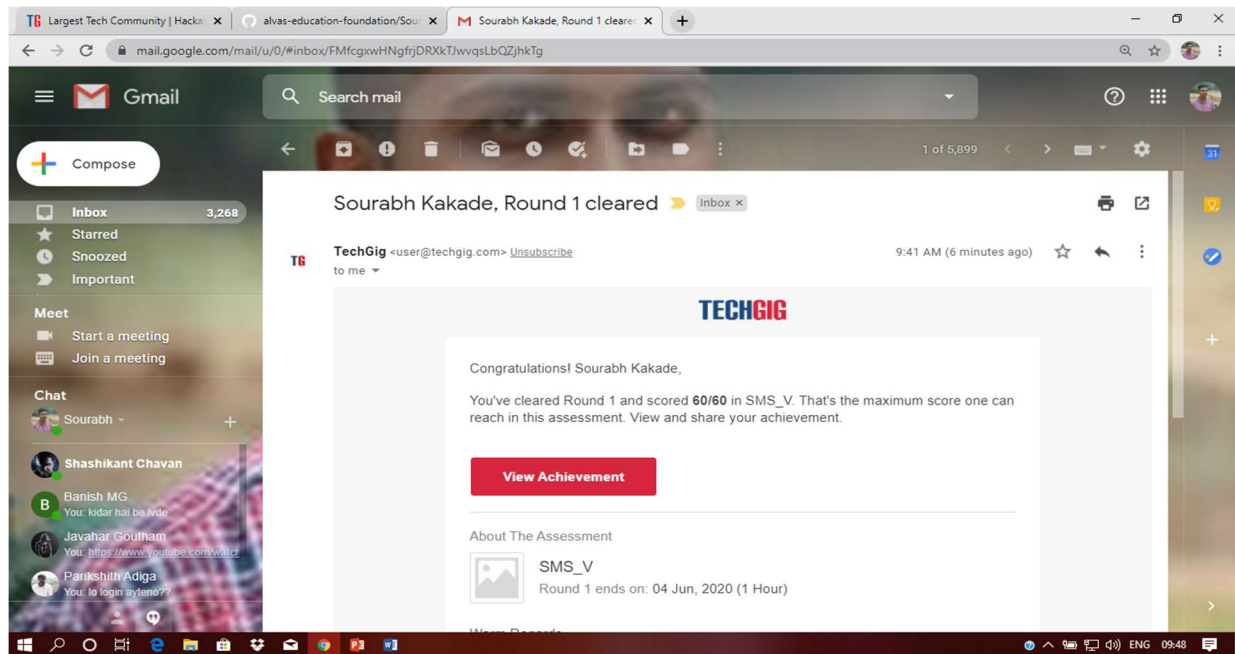 Largest Tech Community | Hackat
alvas-education-foundation/Sour
Sourabh Kakade, Round 1 cleared
mail.google.com/mail/u/0/#inbox/FMfcgxwHNgfrjDRXkTJwvqsLbQZjhkTg
Gmail
Search mail
Compose
1 of 5,899
31
Inbox 3,268
Starred
Snoozed
Important
Meet
Start a meeting
Join a meeting
Chat
Sourabh
Shashikant Chavan
B
Banish MG
You: kidar hai be lvde
Javahar Goutham
You: https://www.youtube.com/watch
Parikshith Adiga
You: lo login ayteno??
Sourabh Kakade, Round 1 cleared Inbox ×
TG
TechGig <user@techgig.com> Unsubscribe 9:41 AM (6 minutes ago)
to me
TECHGIG
Congratulations! Sourabh Kakade,
You've cleared Round 1 and scored 60/60 in SMS_V. That's the maximum score one can
reach in this assessment. View and share your achievement.
View Achievement
About The Assessment
SMS_V
Round 1 ends on: 04 Jun, 2020 (1 Hour)
ENG 09:48